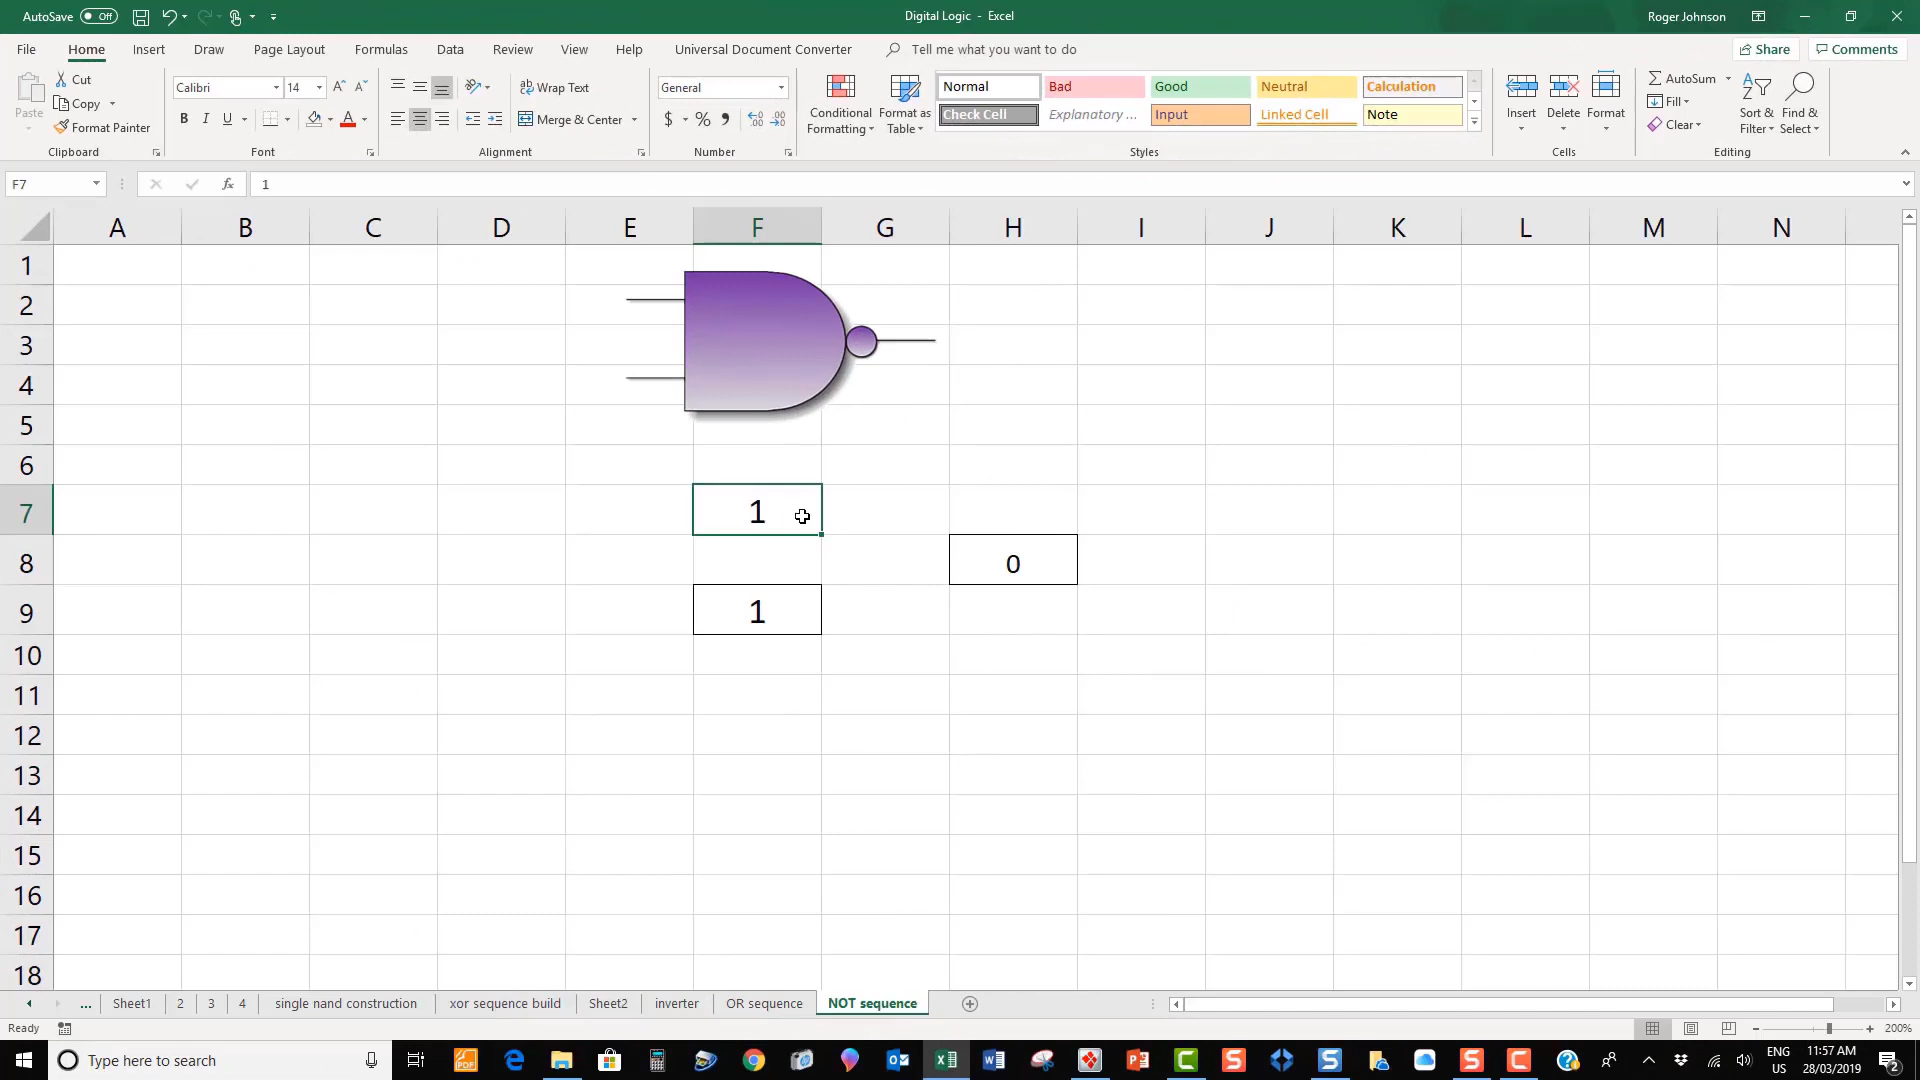 AutoSave Off
Digital Logic - Excel
Roger Johnson
File Home Insert Draw Page Layout Formulas Data Review View Help Universal Document Converter Tell me what you want to do Share Comments
Paste
Cut
Copy
Format Painter
Clipboard
Calibri 14
B I U
Font
Wrap Text
Merge & Center
Alignment
General
$ % ,
Number
Conditional Formatting
Format as Table
Normal Bad Good Neutral Calculation
Check Cell Explanatory ... Input Linked Cell Note
Styles
Insert Delete Format
Cells
AutoSum
Fill
Clear
Sort & Filter
Find & Select
Editing
F7 fx 1
A B C D E F G H I J K L M N
1
2
3
4
5
6
7 1
8 0
9 1
10
11
12
13
14
15
16
17
18
... Sheet1 2 3 4 single nand construction xor sequence build Sheet2 inverter OR sequence NOT sequence
Ready
200%
Type here to search
ENG
US
11:57 AM
28/03/2019
2